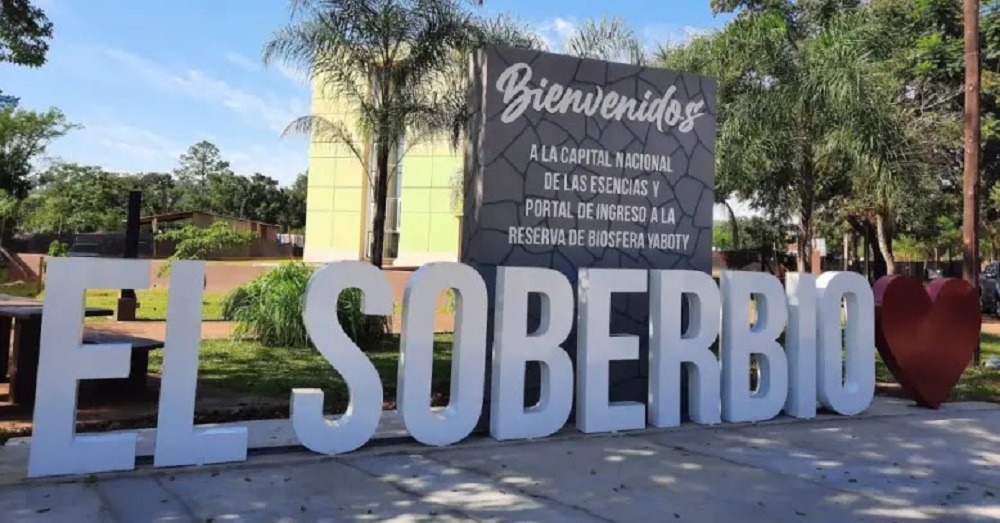 Bienvenidos
A LA CAPITAL NACIONAL
DE LAS ESENCIAS Y
PORTAL DE INGRESO A LA
RESERVA DE BIOSFERA YABOTY
EL SOBERBIO